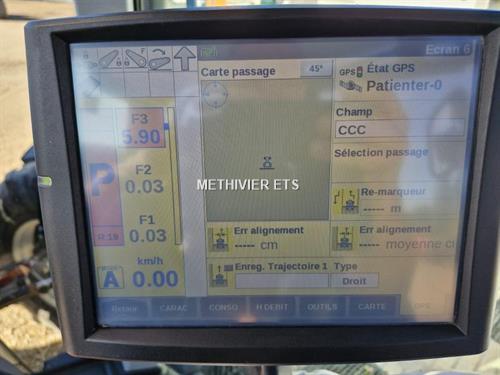 Ecran 6
Carte passage
45°
GPS
État GPS
Patienter-0
Champ
CCC
Sélection passage
F3
5.90
F2
0.03
F1
0.03
P
R:19
km/h
A
0.00
METHIVIER ETS
Re-marqueur
----- m
Err alignement
----- cm
Err alignement
----- moyenne c
Enreg. Trajectoire 1
Type
Droit
Retour
CARAC
CONSO
H DEBIT
OUTILS
CARTE
GPS